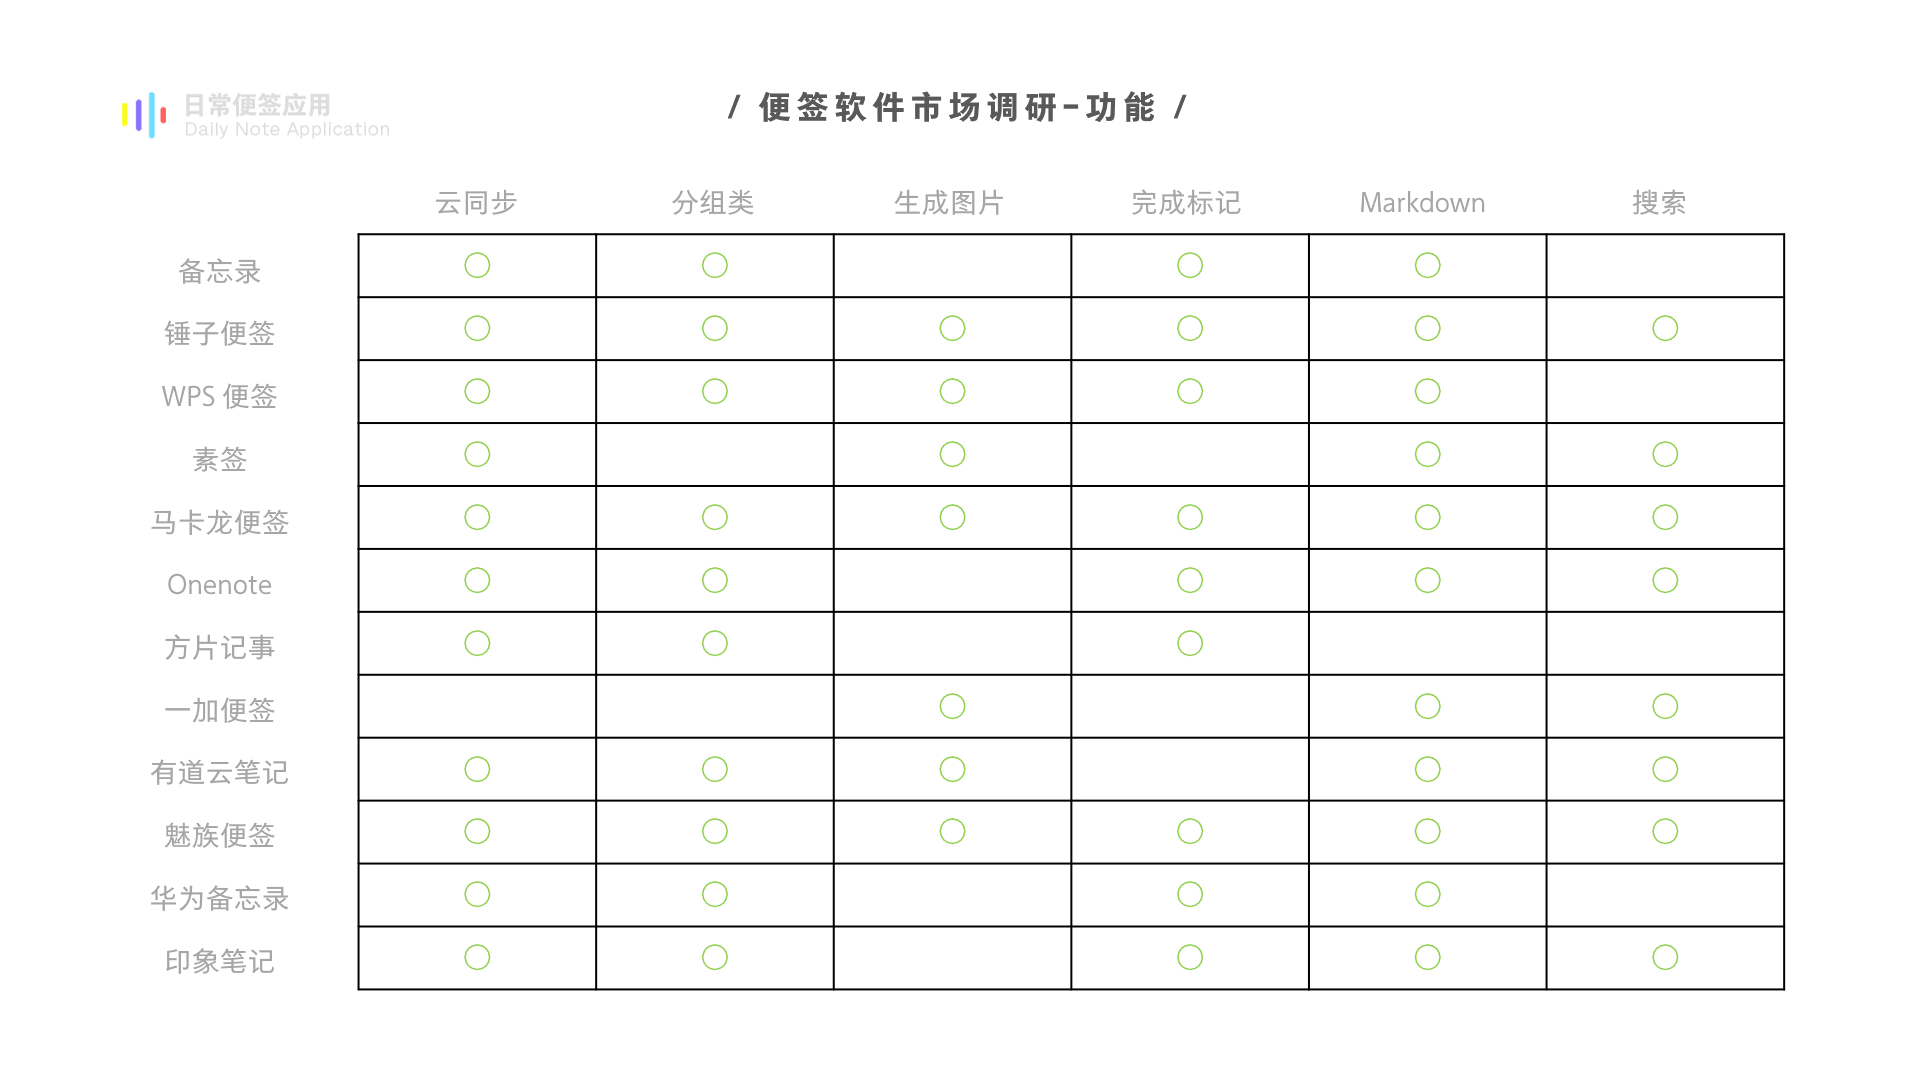 日常便签应用
Daily Note Application
/ 便签软件市场调研-功能 /
云同步 分组类 生成图片 完成标记 Markdown 搜索
备忘录 ○ ○ ○ ○
锤子便签 ○ ○ ○ ○ ○ ○
WPS 便签 ○ ○ ○ ○ ○
素签 ○ ○ ○ ○
马卡龙便签 ○ ○ ○ ○ ○ ○
Onenote ○ ○ ○ ○ ○
方片记事 ○ ○ ○
一加便签 ○ ○ ○
有道云笔记 ○ ○ ○ ○ ○
魅族便签 ○ ○ ○ ○ ○ ○
华为备忘录 ○ ○ ○ ○
印象笔记 ○ ○ ○ ○ ○